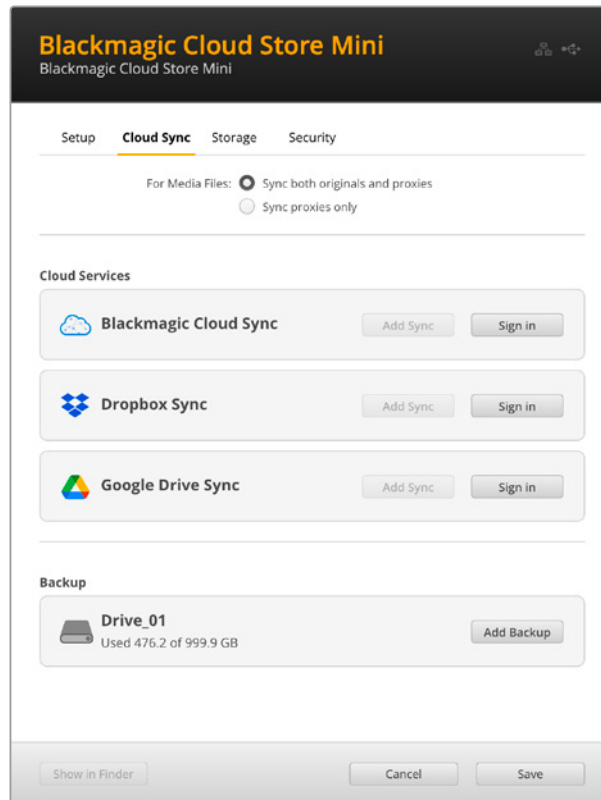 Blackmagic Cloud Store Mini
Blackmagic Cloud Store Mini
Setup Cloud Sync Storage Security
For Media Files: Sync both originals and proxies
Sync proxies only
Cloud Services
Blackmagic Cloud Sync Add Sync Sign in
Dropbox Sync Add Sync Sign in
Google Drive Sync Add Sync Sign in
Backup
Drive_01
Used 476.2 of 999.9 GB Add Backup
Show in Finder Cancel Save